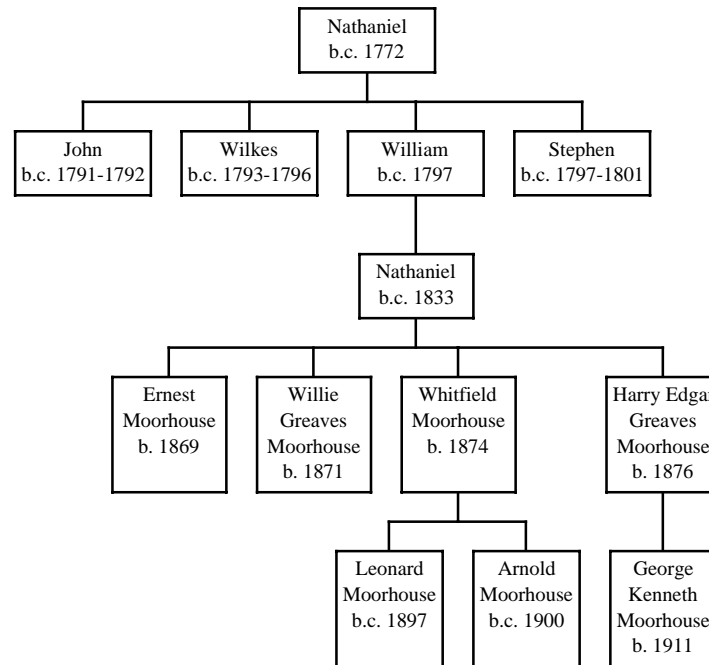 Nathaniel
b.c. 1772
John
b.c. 1791-1792
Wilkes
b.c. 1793-1796
William
b.c. 1797
Stephen
b.c. 1797-1801
Nathaniel
b.c. 1833
Ernest
Moorhouse
b. 1869
Willie
Greaves
Moorhouse
b. 1871
Whitfield
Moorhouse
b. 1874
Harry Edgar
Greaves
Moorhouse
b. 1876
Leonard
Moorhouse
b.c. 1897
Arnold
Moorhouse
b.c. 1900
George
Kenneth
Moorhouse
b. 1911